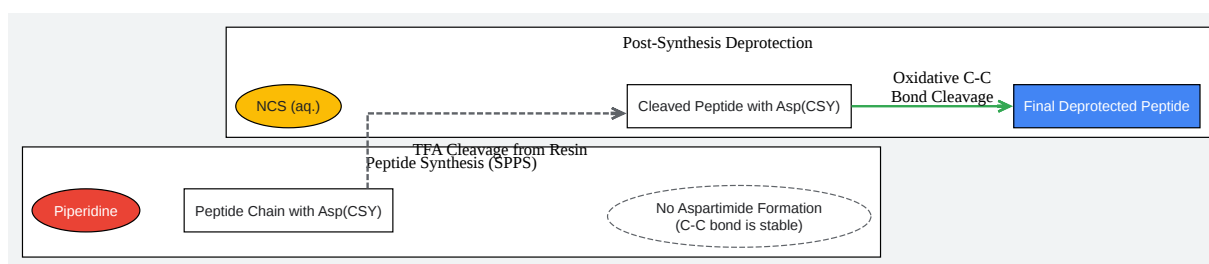 Post-Synthesis Deprotection
Oxidative C-C
Bond Cleavage
NCS (aq.)
Cleaved Peptide with Asp(CSY)
Final Deprotected Peptide
TFA Cleavage from Resin
Peptide Synthesis (SPPS)
Piperidine
Peptide Chain with Asp(CSY)
No Aspartimide Formation
(C-C bond is stable)